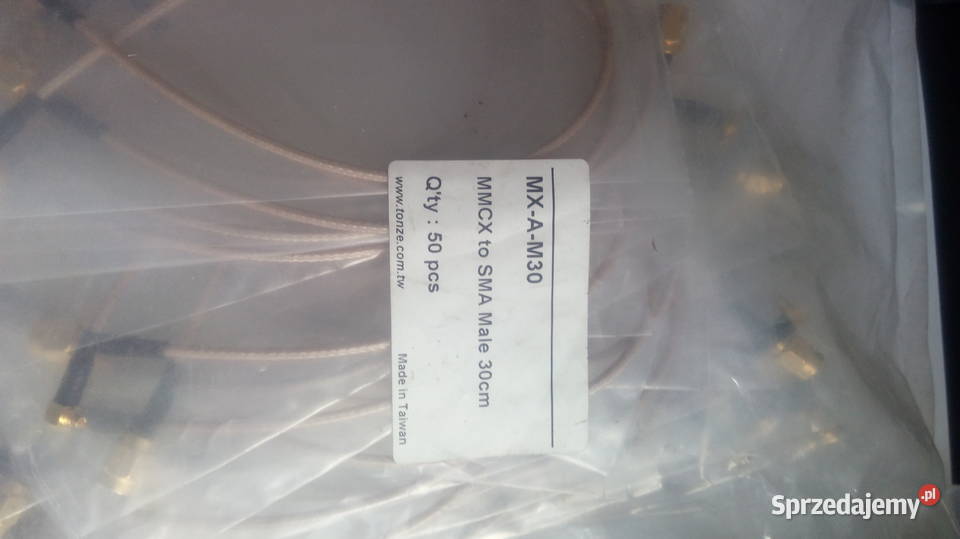 MX-A-M30
MMCX to SMA Male 30cm
Q'ty : 50 pcs
www.tonze.com.tw Made in Taiwan
Sprzedajemy.pl